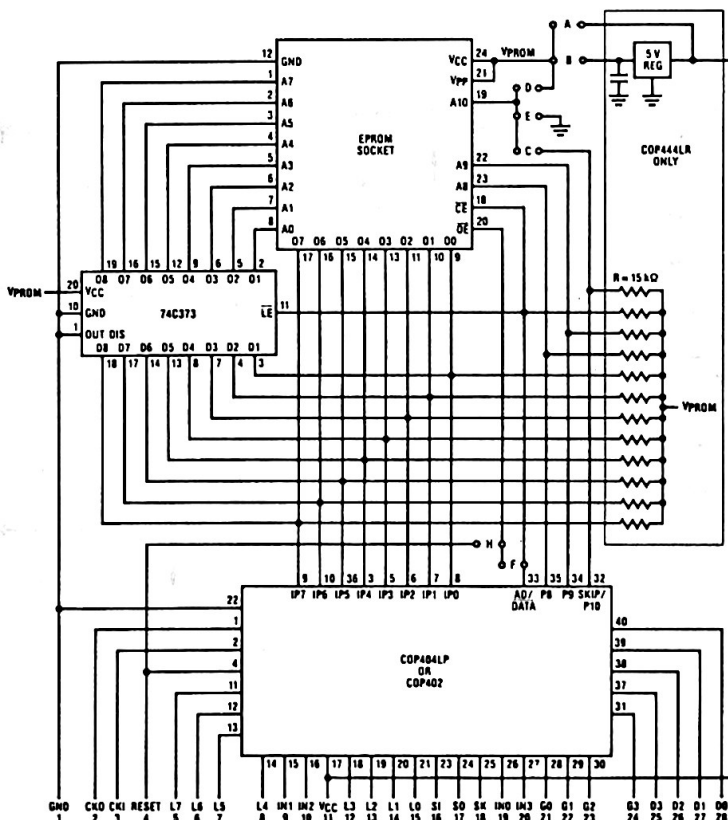 A
12 GND VCC 24 VPROM B 5 V REG
1 A7 VPP 21
2 A6 A10 19 D
3 A5 E
4 A4 EPROM SOCKET C COP444LR ONLY
5 A3 A9 22
6 A2 A8 23
7 A1 CE 18
8 A0 OE 20
O7 O6 O5 O4 O3 O2 O1 O0
17 16 15 14 13 11 10 9
19 16 15 12 9 6 5 2
O8 O7 O6 O5 O4 O3 O2 O1
R = 15 kΩ
VPROM 20 VCC
10 GND 74C373 LE 11
1 OUT DIS
D8 D7 D6 D5 D4 D3 D2 D1
18 17 14 13 8 7 4 3
VPROM
H
F
9 10 36 3 5 6 7 8 33 35 34 32
IP7 IP6 IP5 IP4 IP3 IP2 IP1 IP0 AD/DATA P8 P9 SKIP/P10
22
1 40
2 39
4 COP404LP OR COP402 38
11 37
12 31
13
14 15 16 17 18 19 20 21 23 24 25 26 27 28 29 30
GND CKO CKI RESET L7 L6 L5 L4 IN1 IN2 VCC L3 L2 L1 L0 SI SO SK IN0 IN3 G0 G1 G2 G3 D3 D2 D1 D0
1 2 3 4 5 6 7 8 9 10 11 12 13 14 15 16 17 18 19 20 21 22 23 24 25 26 27 28